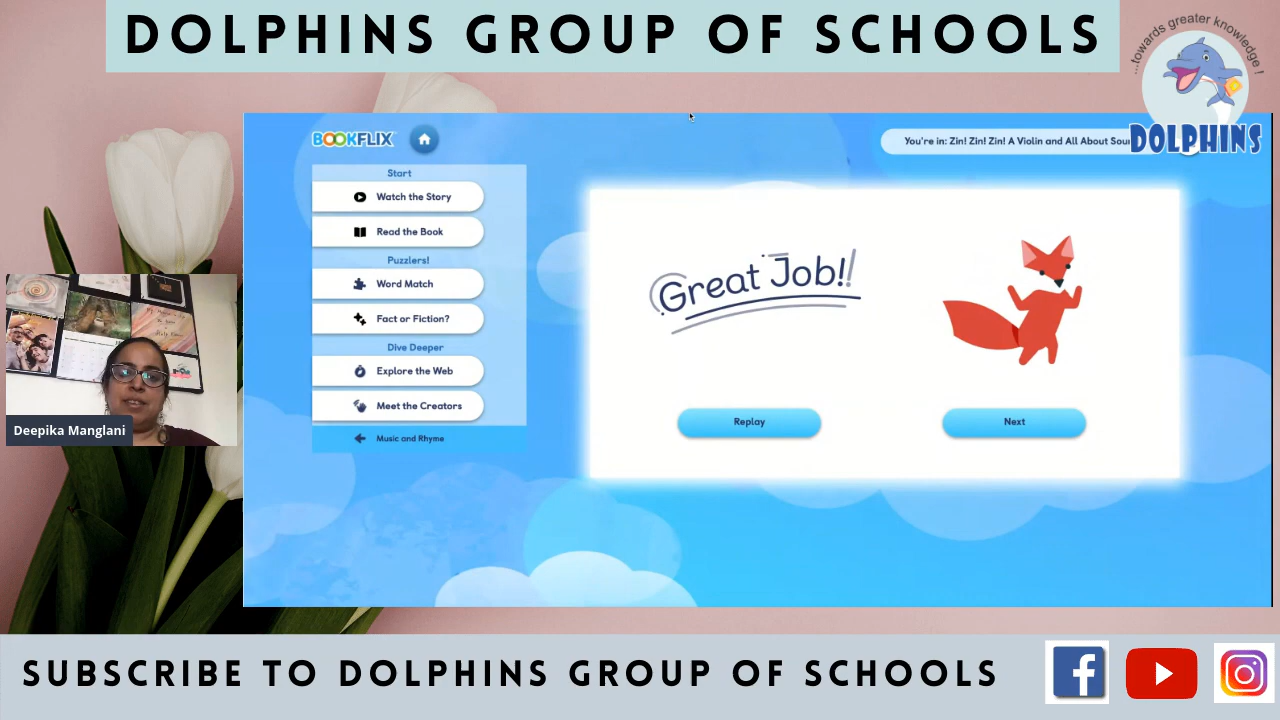 DOLPHINS GROUP OF SCHOOLS
...towards greater knowledge !
DOLPHINS
BOOKFLIX
You're in: Zin! Zin! Zin! A Violin and All About
Start
Watch the Story
Read the Book
Puzzlers!
Word Match
Fact or Fiction?
Dive Deeper
Explore the Web
Meet the Creators
Music and Rhyme
Great Job!!
Replay
Next
Deepika Manglani
SUBSCRIBE TO DOLPHINS GROUP OF SCHOOLS